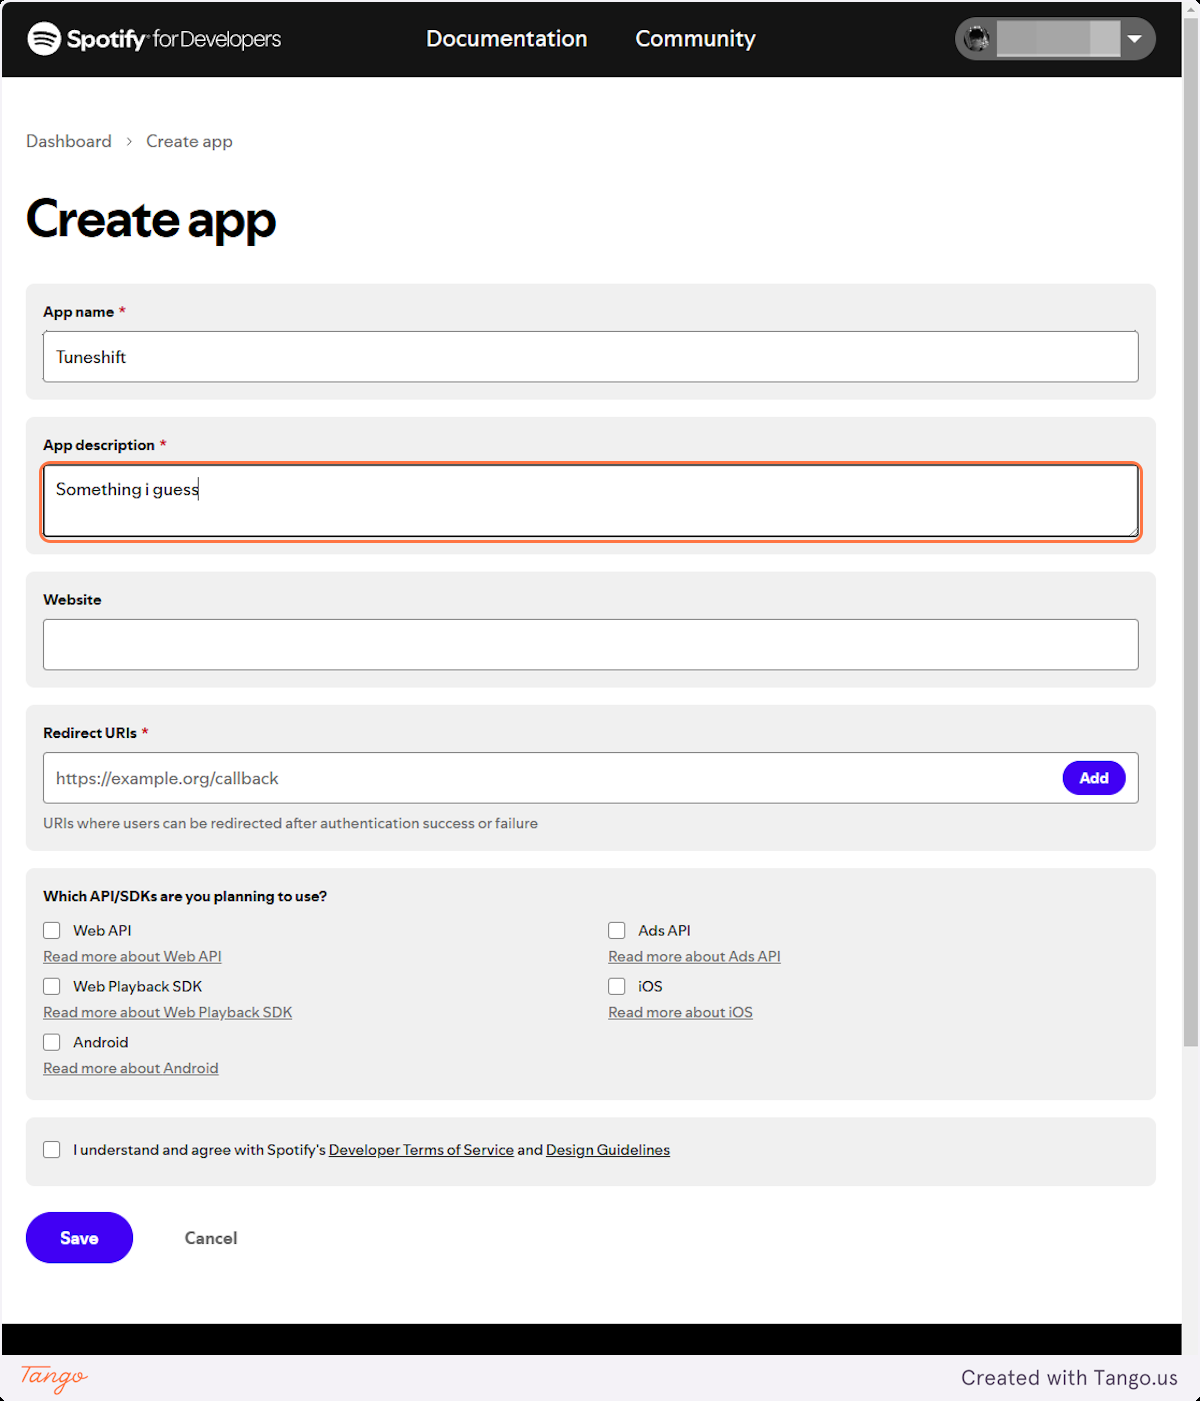 Spotify for Developers Documentation Community
Dashboard > Create app
Create app
App name *
Tuneshift
App description *
Something i guess
Website
Redirect URIs *
https://example.org/callback Add
URIs where users can be redirected after authentication success or failure
Which API/SDKs are you planning to use?
Web API Ads API
Read more about Web API Read more about Ads API
Web Playback SDK iOS
Read more about Web Playback SDK Read more about iOS
Android
Read more about Android
I understand and agree with Spotify's Developer Terms of Service and Design Guidelines
Save Cancel
Tango Created with Tango.us